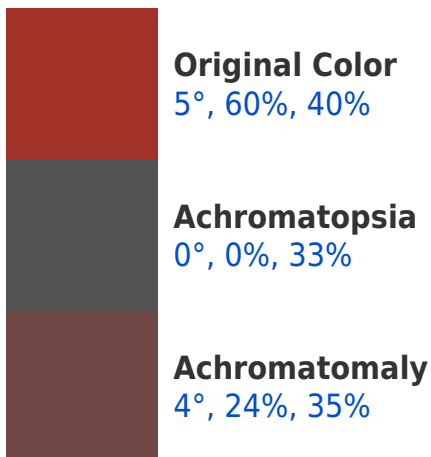 Original Color
5°, 60%, 40%
Achromatopsia
0°, 0%, 33%
Achromatomaly
4°, 24%, 35%